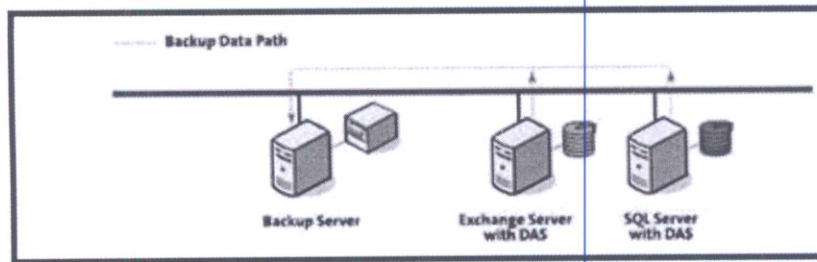 Backup Data Path
Backup Server
Exchange Server
with DAS
SQL Server
with DAS